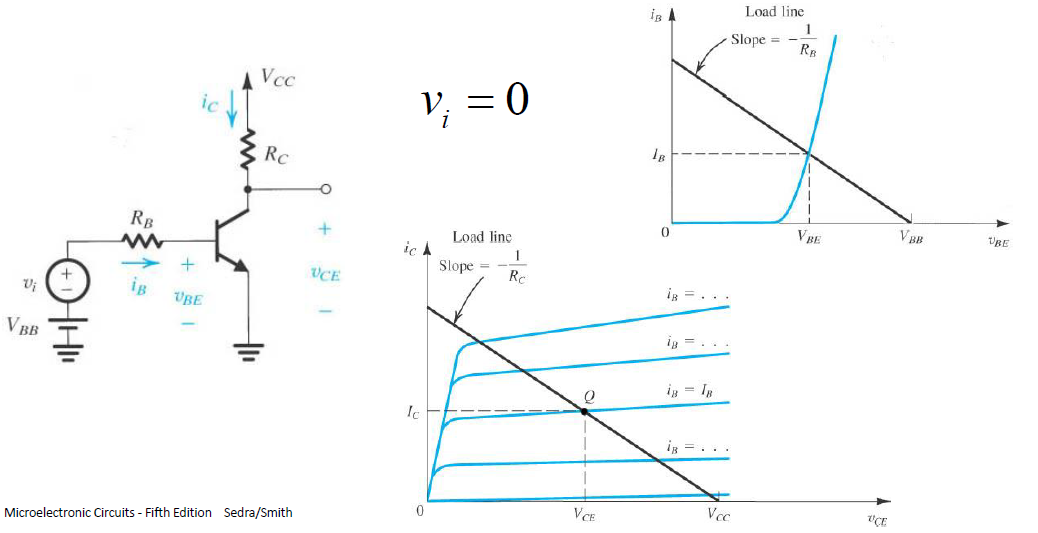 V_CC
i_C
R_C
R_B
+
+
+
v_i
−
i_B
v_BE
v_CE
−
−
V_BB
v_i = 0
i_B
Load line
Slope = −1/R_B
I_B
0
V_BE
V_BB
v_BE
i_C
Load line
Slope = −1/R_C
i_B = . . .
i_B = . . .
i_B = I_B
Q
I_C
i_B = . . .
0
V_CE
V_CC
v_CE
Microelectronic Circuits - Fifth Edition Sedra/Smith